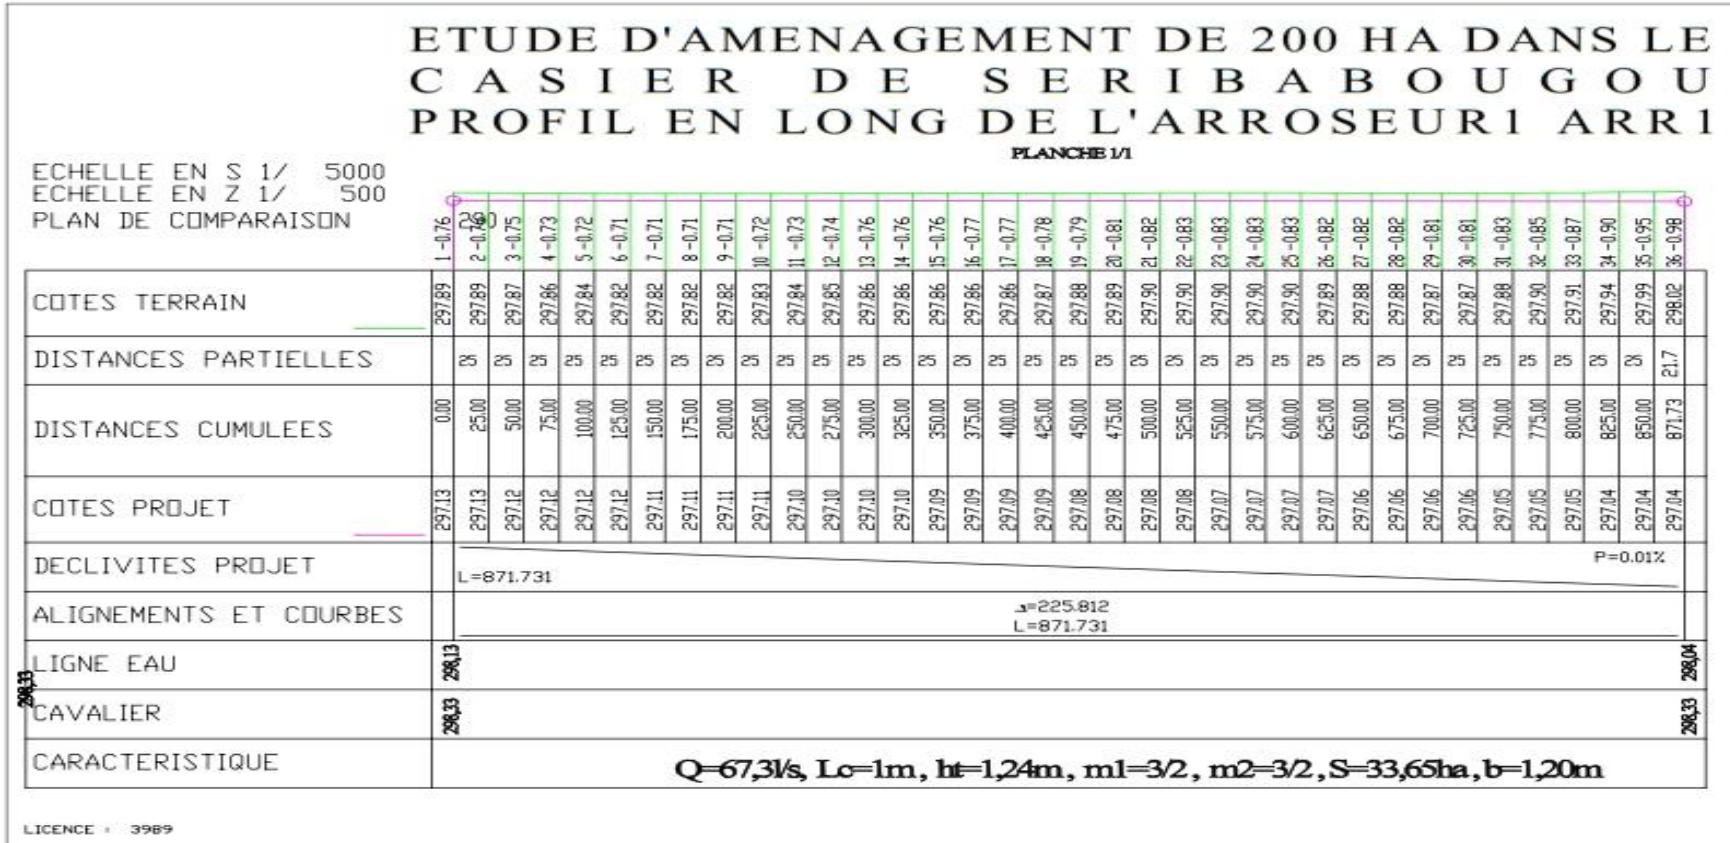 ETUDE D'AMENAGEMENT DE 200 HA DANS LE
CASIER DE SERIBABOUGOU
PROFIL EN LONG DE L'ARROSEUR1 ARR1
PLANCHE 1/1
ECHELLE EN S 1/ 5000
ECHELLE EN Z 1/ 500
PLAN DE COMPARAISON 290
1 -0.76 2 -0.76 3 -0.75 4 -0.73 5 -0.72 6 -0.71 7 -0.71 8 -0.71 9 -0.71 10 -0.72 11 -0.73 12 -0.74 13 -0.76 14 -0.76 15 -0.76 16 -0.77 17 -0.77 18 -0.78 19 -0.79 20 -0.81 21 -0.82 22 -0.83 23 -0.83 24 -0.83 25 -0.83 26 -0.82 27 -0.82 28 -0.82 29 -0.81 30 -0.81 31 -0.83 32 -0.85 33 -0.87 34 -0.90 35 -0.95 36 -0.98
COTES TERRAIN 297.89 297.89 297.87 297.86 297.84 297.82 297.82 297.82 297.82 297.83 297.84 297.85 297.86 297.86 297.86 297.86 297.86 297.87 297.88 297.89 297.90 297.90 297.90 297.90 297.90 297.89 297.88 297.88 297.87 297.87 297.88 297.90 297.91 297.94 297.99 298.02
DISTANCES PARTIELLES 25 25 25 25 25 25 25 25 25 25 25 25 25 25 25 25 25 25 25 25 25 25 25 25 25 25 25 25 25 25 25 25 25 25 21.7
DISTANCES CUMULEES 0.00 25.00 50.00 75.00 100.00 125.00 150.00 175.00 200.00 225.00 250.00 275.00 300.00 325.00 350.00 375.00 400.00 425.00 450.00 475.00 500.00 525.00 550.00 575.00 600.00 625.00 650.00 675.00 700.00 725.00 750.00 775.00 800.00 825.00 850.00 871.73
COTES PROJET 297.13 297.13 297.12 297.12 297.12 297.12 297.11 297.11 297.11 297.11 297.10 297.10 297.10 297.10 297.09 297.09 297.09 297.09 297.08 297.08 297.08 297.08 297.07 297.07 297.07 297.07 297.06 297.06 297.06 297.06 297.05 297.05 297.05 297.04 297.04 297.04
DECLIVITES PROJET L=871.731 P=0.01%
ALIGNEMENTS ET COURBES =225.812
L=871.731
LIGNE EAU 298,13 298,04
298,33
CAVALIER 298,33 298,33
CARACTERISTIQUE Q=67,3l/s, Lc=1m, ht=1,24m, m1=3/2, m2=3/2, S=33,65ha, b=1,20m
LICENCE : 3989